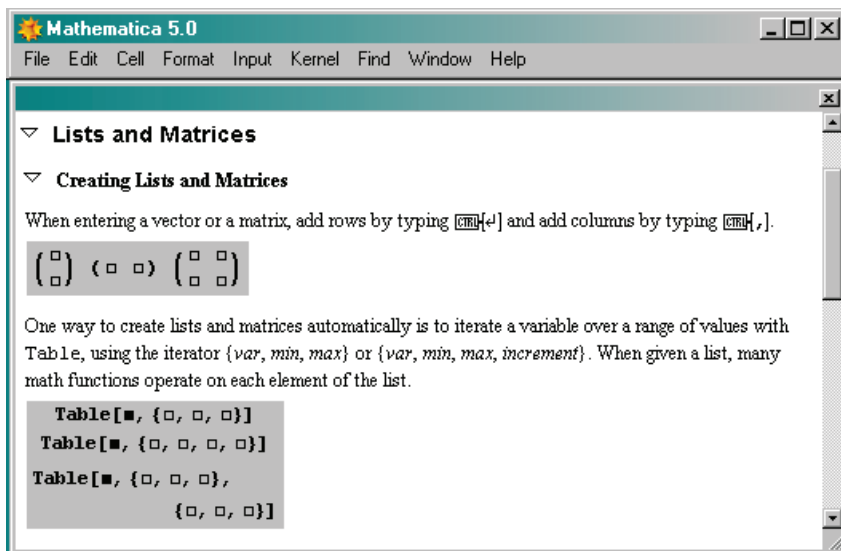 Mathematica 5.0
File Edit Cell Format Input Kernel Find Window Help
Lists and Matrices
Creating Lists and Matrices
When entering a vector or a matrix, add rows by typing CTRL[↵] and add columns by typing CTRL[,].
(□ □) (□ □) (□ □ □ □)
One way to create lists and matrices automatically is to iterate a variable over a range of values with
Table, using the iterator {var, min, max} or {var, min, max, increment}. When given a list, many
math functions operate on each element of the list.
Table[■, {□, □, □}]
Table[■, {□, □, □, □}]
Table[■, {□, □, □},
{□, □, □}]